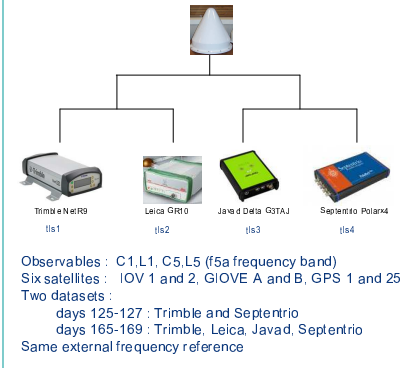 Trimble NetR9
Leica GR10
Javad Delta G3TAJ
Septentrio Polarx4
tls1
tls2
tls3
tls4
Observables : C1,L1, C5,L5 (f5a frequency band)
Six satellites : IOV 1 and 2, GIOVE A and B, GPS 1 and 25
Two datasets :
days 125-127 : Trimble and Septentrio
days 165-169 : Trimble, Leica, Javad, Septentrio
Same external frequency reference